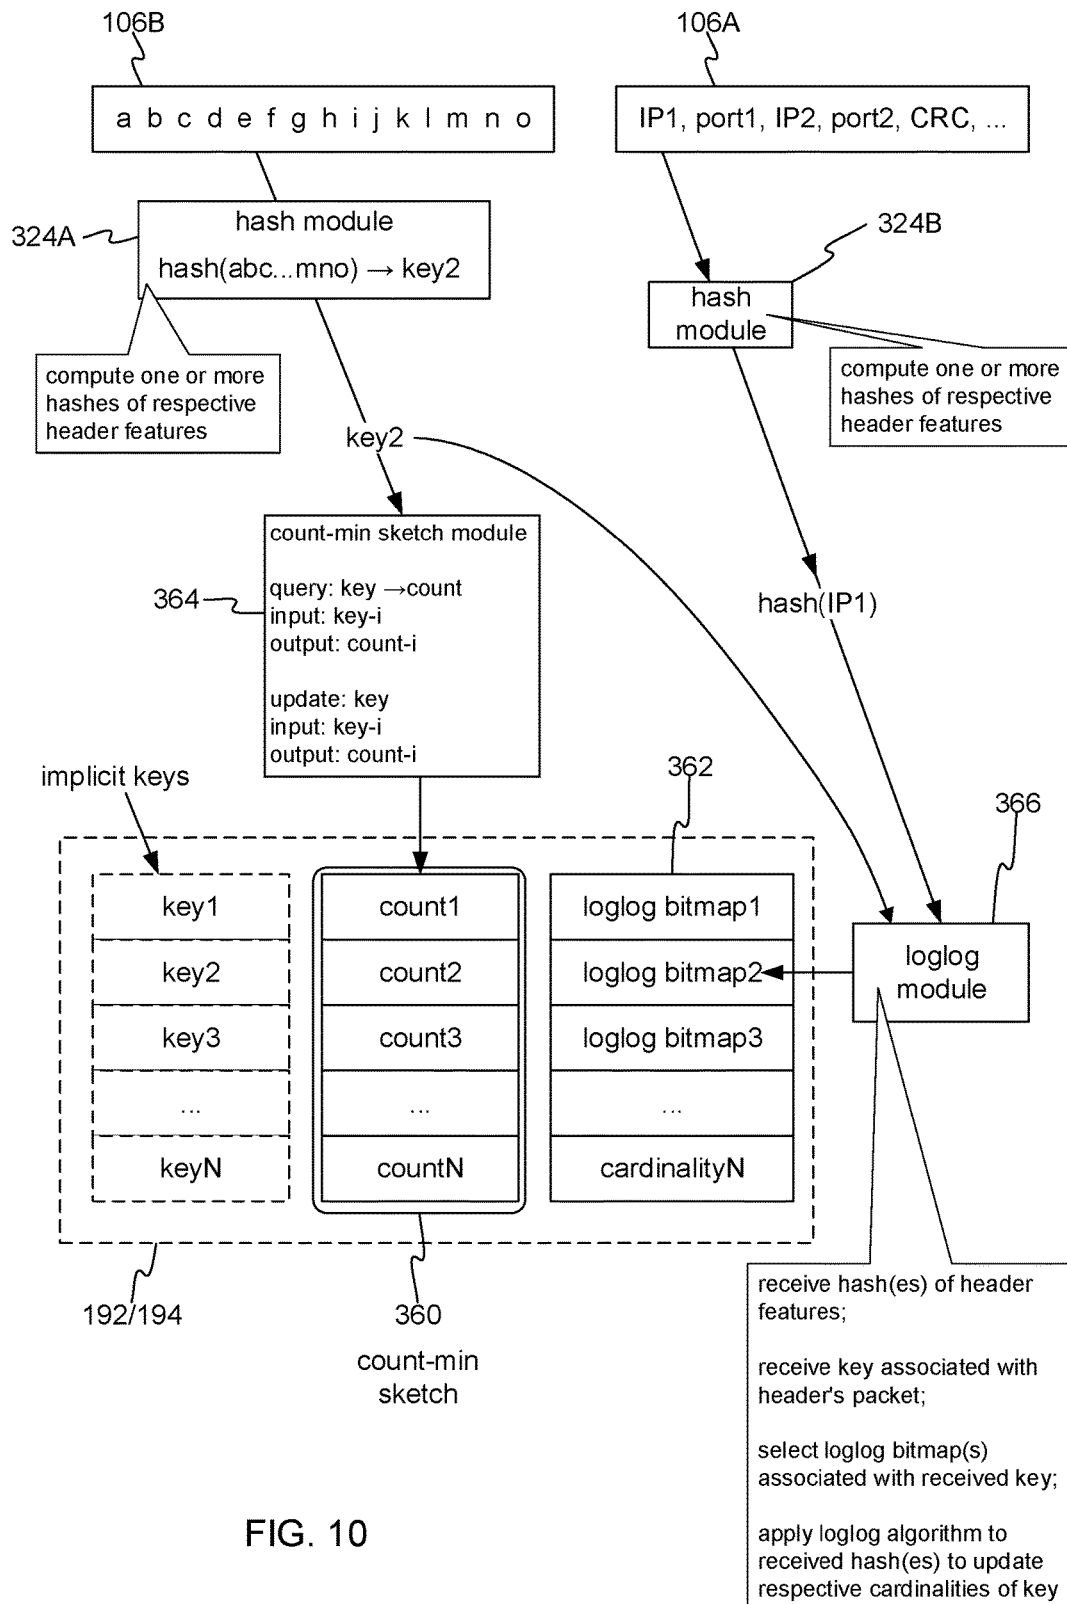 106B
106A
a b c d e f g h i j k l m n o
IP1, port1, IP2, port2, CRC, ...
324A
hash module
hash(abc...mno) → key2
324B
hash
module
compute one or more
hashes of respective
header features
compute one or more
hashes of respective
header features
key2
count-min sketch module
query: key →count
input: key-i
output: count-i
update: key
input: key-i
output: count-i
364
hash(IP1)
implicit keys
362
366
key1
count1
loglog bitmap1
key2
count2
loglog bitmap2
loglog
module
key3
count3
loglog bitmap3
...
...
...
keyN
countN
cardinalityN
192/194
360
count-min
sketch
receive hash(es) of header
features;
receive key associated with
header's packet;
select loglog bitmap(s)
associated with received key;
apply loglog algorithm to
received hash(es) to update
respective cardinalities of key
FIG. 10